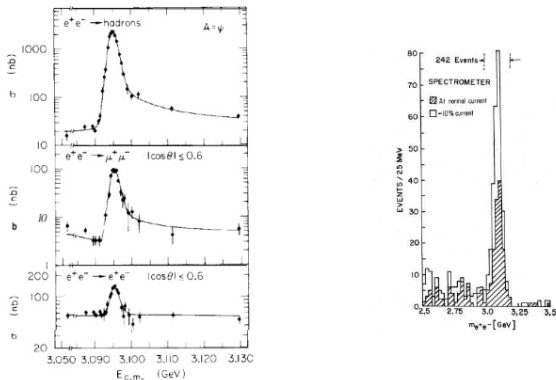 e⁺e⁻→hadrons
A=ψ
1000
100
10
σ (nb)
e⁺e⁻→μ⁺μ⁻
|cosθ|≤0.6
100
10
1
σ (nb)
e⁺e⁻→e⁺e⁻
|cosθ|≤0.6
200
100
20
σ (nb)
3.050 3.090 3.100 3.110 3.120 3.130
E c.m. (GeV)
242 Events
SPECTROMETER
At normal current
-10% current
80
70
60
50
40
30
20
10
0
EVENTS / 25 MeV
2.5 2.75 3.0 3.25 3.5
m e⁺e⁻ [GeV]